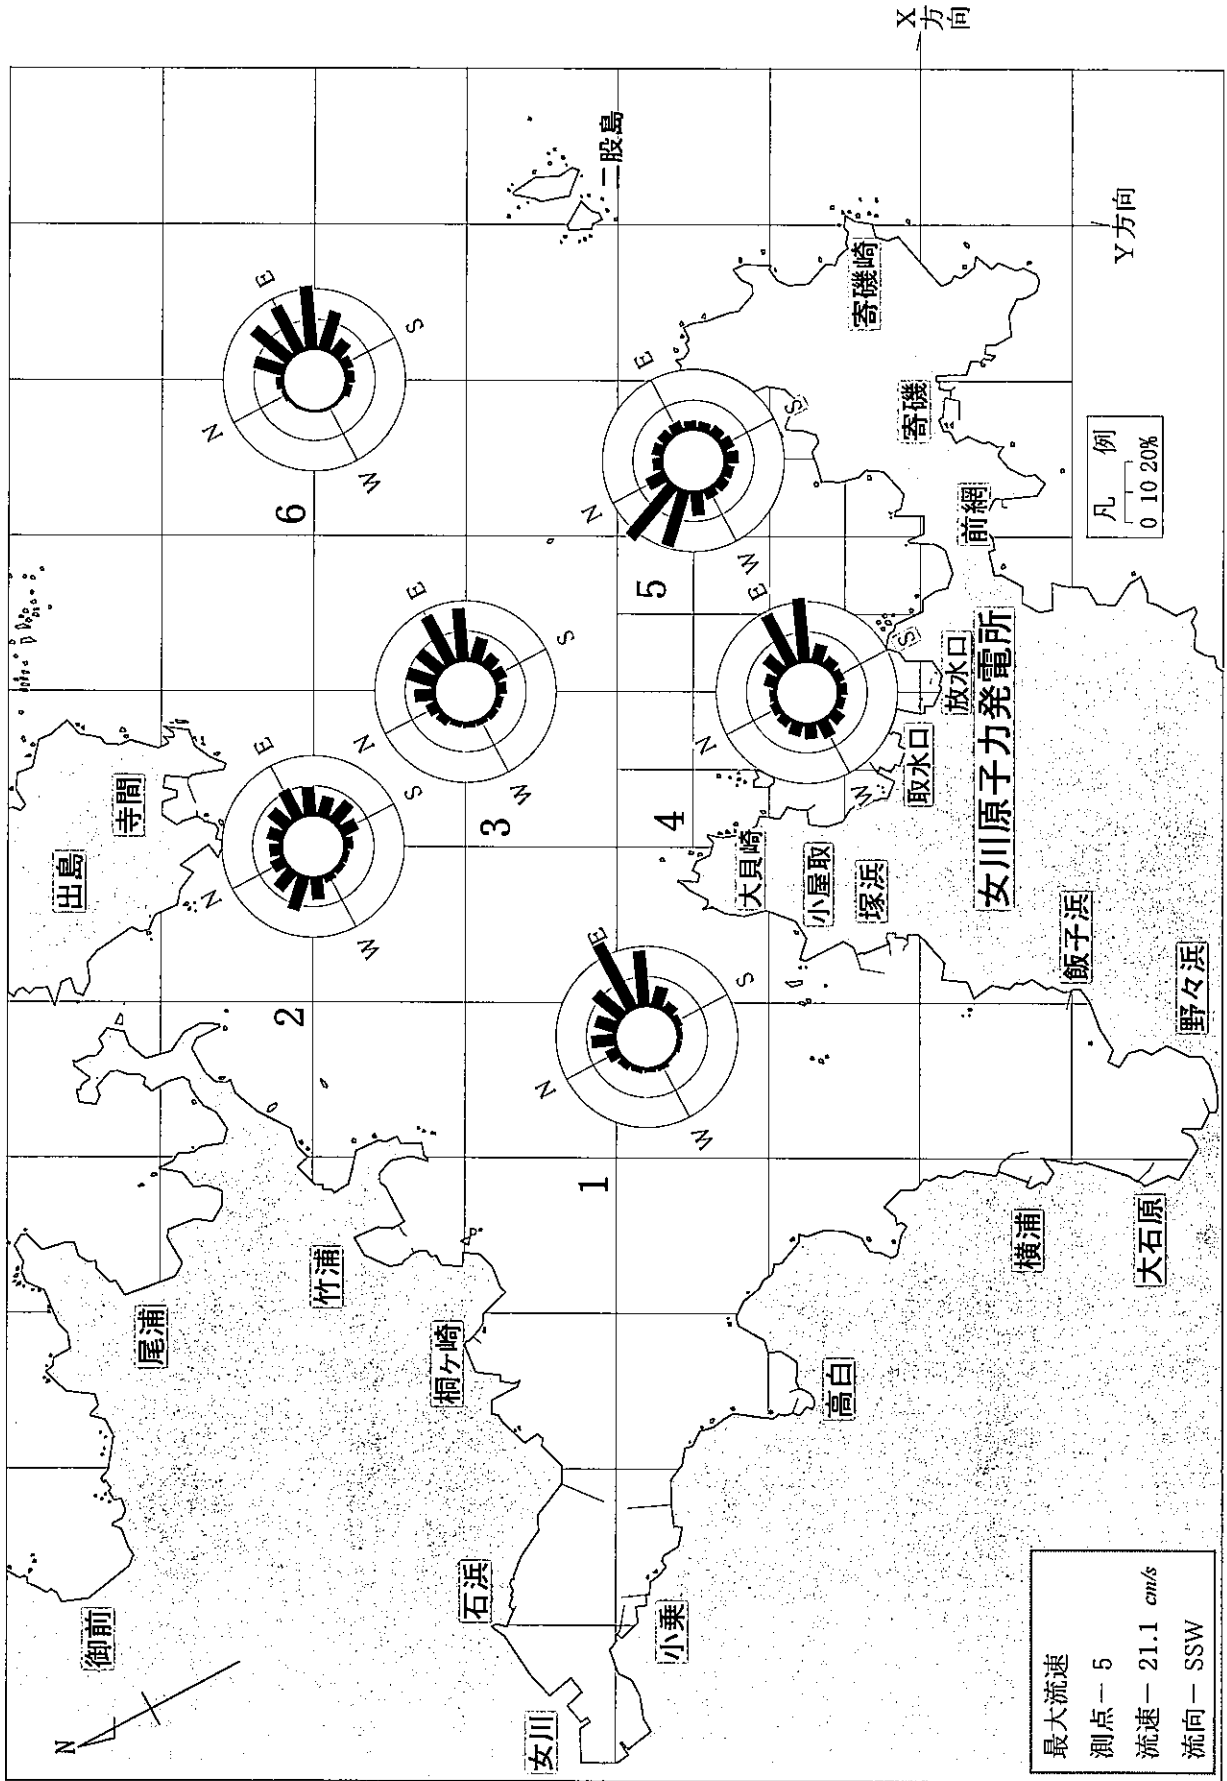 N
御前
尾浦
出島
寺間
竹浦
桐ヶ崎
石浜
女川
小乗
高白
横浦
大石原
野々浜
飯子浜
塚浜
小屋取
大貝崎
取水口
放水口
女川原子力発電所
前網
寄磯
寄磯崎
二股島
1
N
E
S
W
2
N
E
S
W
3
N
E
S
W
4
N
E
S
W
5
N
E
S
W
6
N
E
S
W
X方向
Y方向
凡 例
0 10 20%
最大流速
測点－5
流速－21.1 cm/s
流向－SSW